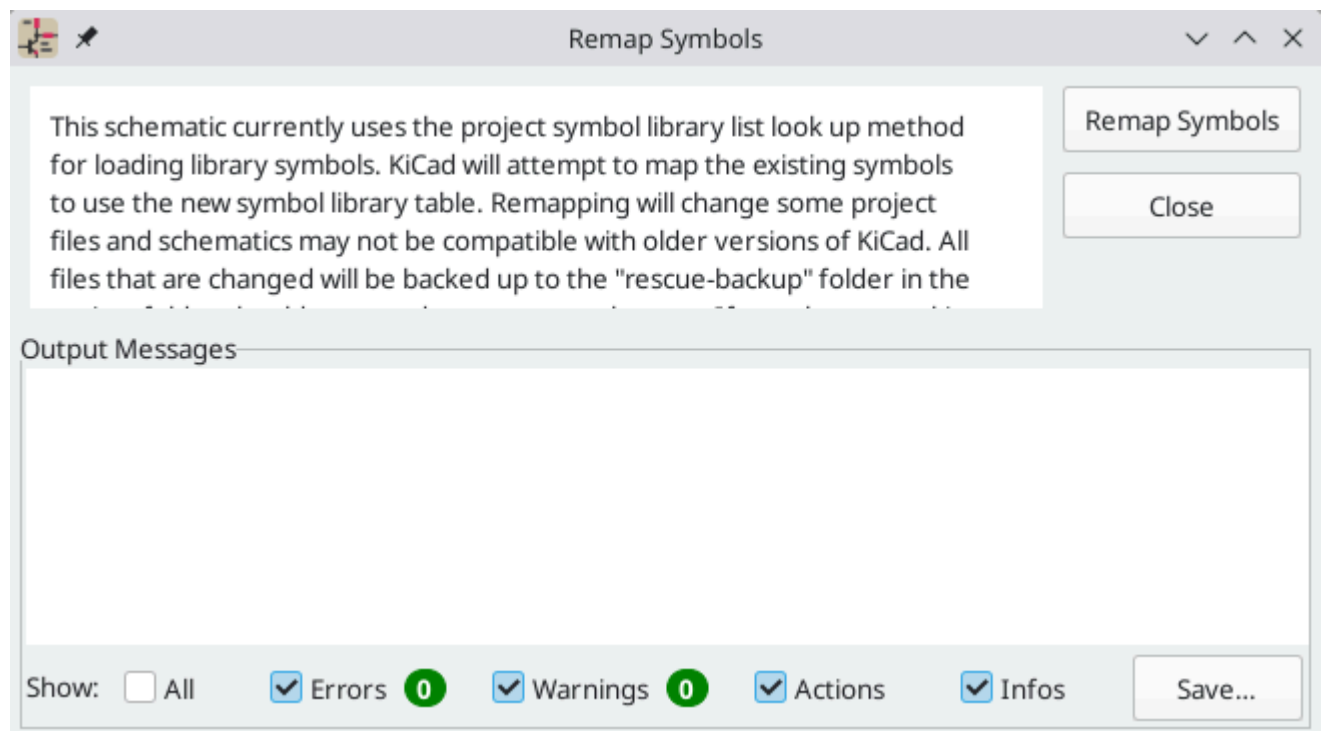 Remap Symbols
This schematic currently uses the project symbol library list look up method
for loading library symbols. KiCad will attempt to map the existing symbols
to use the new symbol library table. Remapping will change some project
files and schematics may not be compatible with older versions of KiCad. All
files that are changed will be backed up to the "rescue-backup" folder in the
Remap Symbols
Close
Output Messages
Show: All Errors 0 Warnings 0 Actions Infos Save...